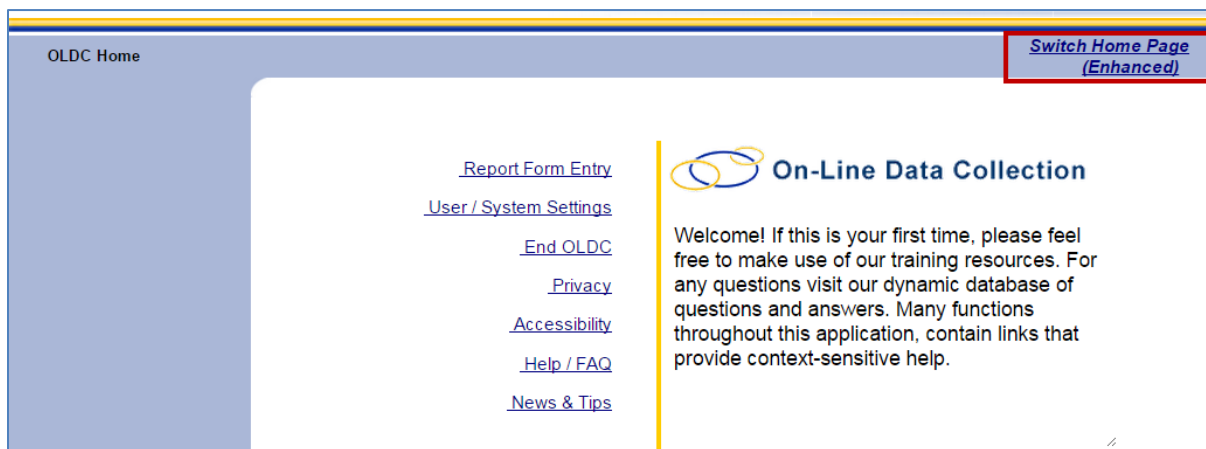 OLDC Home
Switch Home Page
(Enhanced)
Report Form Entry
User / System Settings
End OLDC
Privacy
Accessibility
Help / FAQ
News & Tips
On-Line Data Collection
Welcome! If this is your first time, please feel
free to make use of our training resources. For
any questions visit our dynamic database of
questions and answers. Many functions
throughout this application, contain links that
provide context-sensitive help.